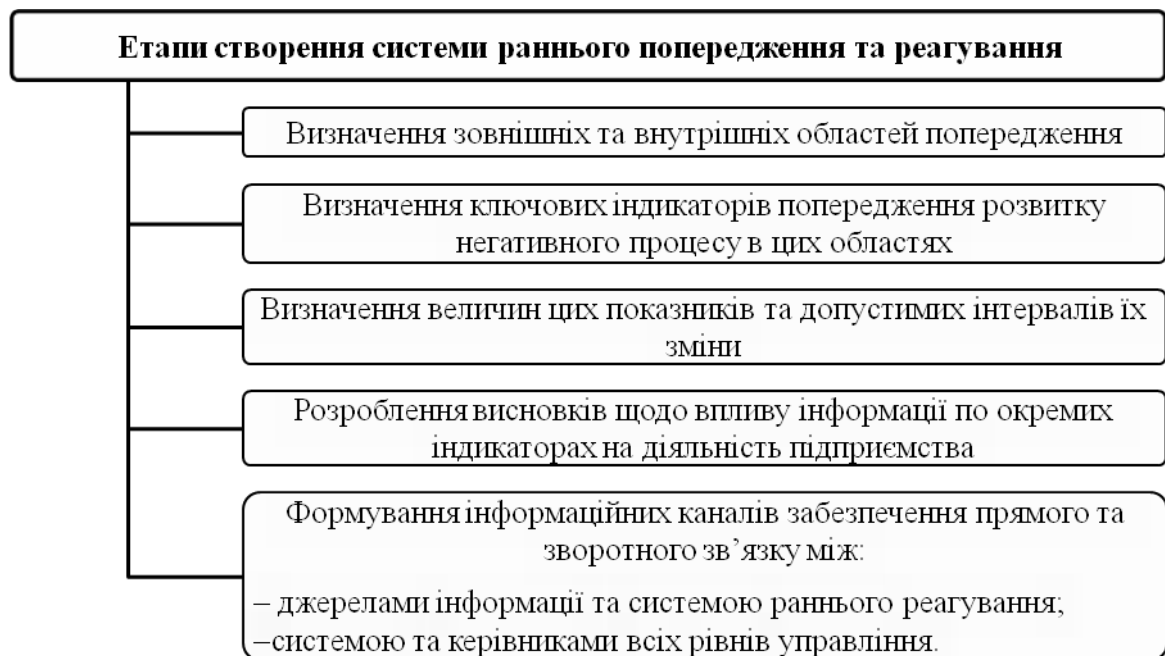 Етапи створення системи раннього попередження та реагування
Визначення зовнішніх та внутрішніх областей попередження
Визначення ключових індикаторів попередження розвитку
негативного процесу в цих областях
Визначення величин цих показників та допустимих інтервалів їх
зміни
Розроблення висновків щодо впливу інформації по окремих
індикаторах на діяльність підприємства
Формування інформаційних каналів забезпечення прямого та
зворотного зв’язку між:
– джерелами інформації та системою раннього реагування;
–системою та керівниками всіх рівнів управління.